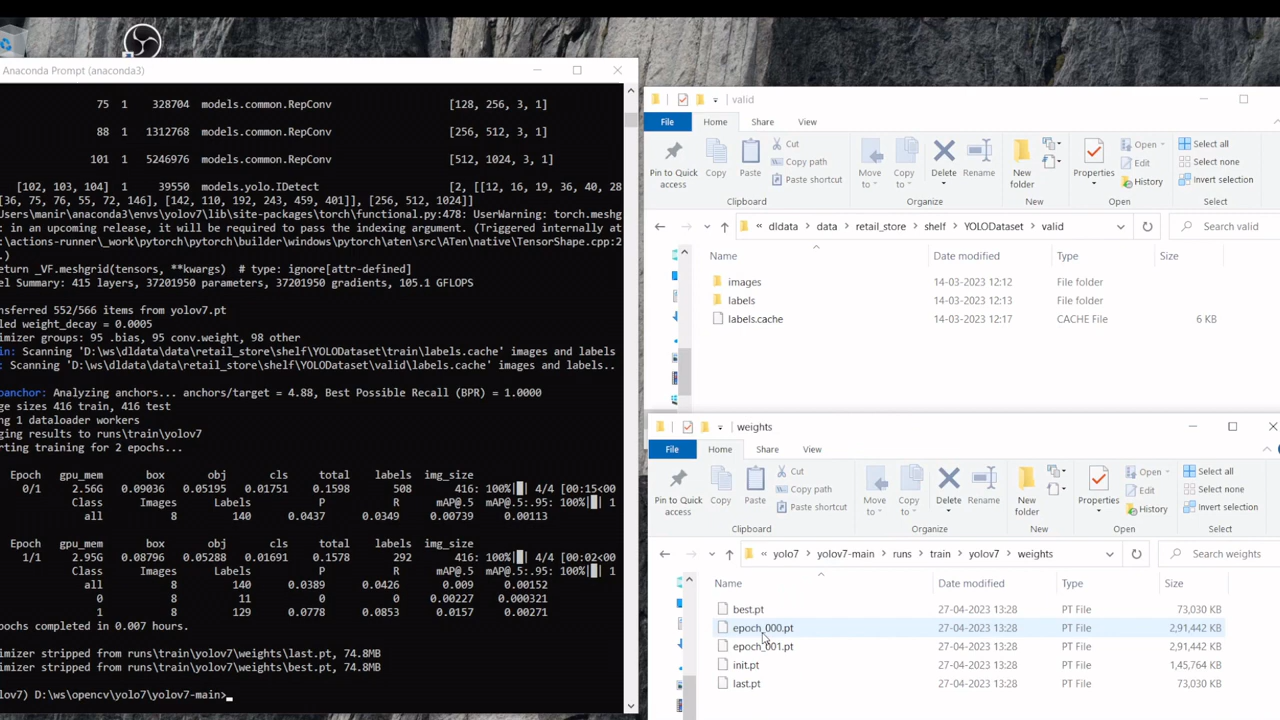 Anaconda Prompt (anaconda3)
75 1 328704 models.common.RepConv [128, 256, 3, 1]
88 1 1312768 models.common.RepConv [256, 512, 3, 1]
101 1 5246976 models.common.RepConv [512, 1024, 3, 1]
[102, 103, 104] 1 39550 models.yolo.IDetect [2, [[12, 16, 19, 36, 40, 28
[36, 75, 76, 55, 72, 146], [142, 110, 192, 243, 459, 401]], [256, 512, 1024]]
Users\manir\anaconda3\envs\yolov7\lib\site-packages\torch\functional.py:478: UserWarning: torch.meshg
: in an upcoming release, it will be required to pass the indexing argument. (Triggered internally at
:\actions-runner\_work\pytorch\pytorch\builder\windows\pytorch\aten\src\ATen\native\TensorShape.cpp:2
.)
return _VF.meshgrid(tensors, **kwargs) # type: ignore[attr-defined]
el Summary: 415 layers, 37201950 parameters, 37201950 gradients, 105.1 GFLOPS
nsferred 552/566 items from yolov7.pt
led weight_decay = 0.0005
imizer groups: 95 .bias, 95 conv.weight, 98 other
in: Scanning 'D:\ws\dldata\data\retail_store\shelf\YOLODataset\train\labels.cache' images and labels
: Scanning 'D:\ws\dldata\data\retail_store\shelf\YOLODataset\valid\labels.cache' images and labels..
oanchor: Analyzing anchors... anchors/target = 4.88, Best Possible Recall (BPR) = 1.0000
ge sizes 416 train, 416 test
ng 1 dataloader workers
ging results to runs\train\yolov7
rting training for 2 epochs...
Epoch gpu_mem box obj cls total labels img_size
0/1 2.56G 0.09036 0.05195 0.01751 0.1598 508 416: 100%| | 4/4 [00:15<00
Class Images Labels P R mAP@.5 mAP@.5:.95: 100%| | 1
all 8 140 0.0437 0.0349 0.00739 0.00113
Epoch gpu_mem box obj cls total labels img_size
1/1 2.95G 0.08796 0.05288 0.01691 0.1578 292 416: 100%| | 4/4 [00:02<00
Class Images Labels P R mAP@.5 mAP@.5:.95: 100%| | 1
all 8 140 0.0389 0.0426 0.009 0.00152
0 8 11 0 0 0.00227 0.000321
1 8 129 0.0778 0.0853 0.0157 0.00271
pochs completed in 0.007 hours.
imizer stripped from runs\train\yolov7\weights\last.pt, 74.8MB
imizer stripped from runs\train\yolov7\weights\best.pt, 74.8MB
lov7) D:\ws\opencv\yolo7\yolov7-main>
valid
File Home Share View
Pin to Quick access
Copy
Paste
Cut
Copy path
Paste shortcut
Move to
Copy to
Delete
Rename
New folder
Properties
Open
Edit
History
Select all
Select none
Invert selection
Clipboard Organize New Open Select
« dldata data retail_store shelf YOLODataset valid Search valid
Name Date modified Type Size
images 14-03-2023 12:12 File folder
labels 14-03-2023 12:13 File folder
labels.cache 14-03-2023 12:17 CACHE File 6 KB
weights
File Home Share View
Pin to Quick access
Copy
Paste
Cut
Copy path
Paste shortcut
Move to
Copy to
Delete
Rename
New folder
Properties
Open
Edit
History
Select all
Select none
Invert selection
Clipboard Organize New Open Select
« yolo7 yolov7-main runs train yolov7 weights Search weights
Name Date modified Type Size
best.pt 27-04-2023 13:28 PT File 73,030 KB
epoch_000.pt 27-04-2023 13:28 PT File 2,91,442 KB
epoch_001.pt 27-04-2023 13:28 PT File 2,91,442 KB
init.pt 27-04-2023 13:28 PT File 1,45,764 KB
last.pt 27-04-2023 13:28 PT File 73,030 KB